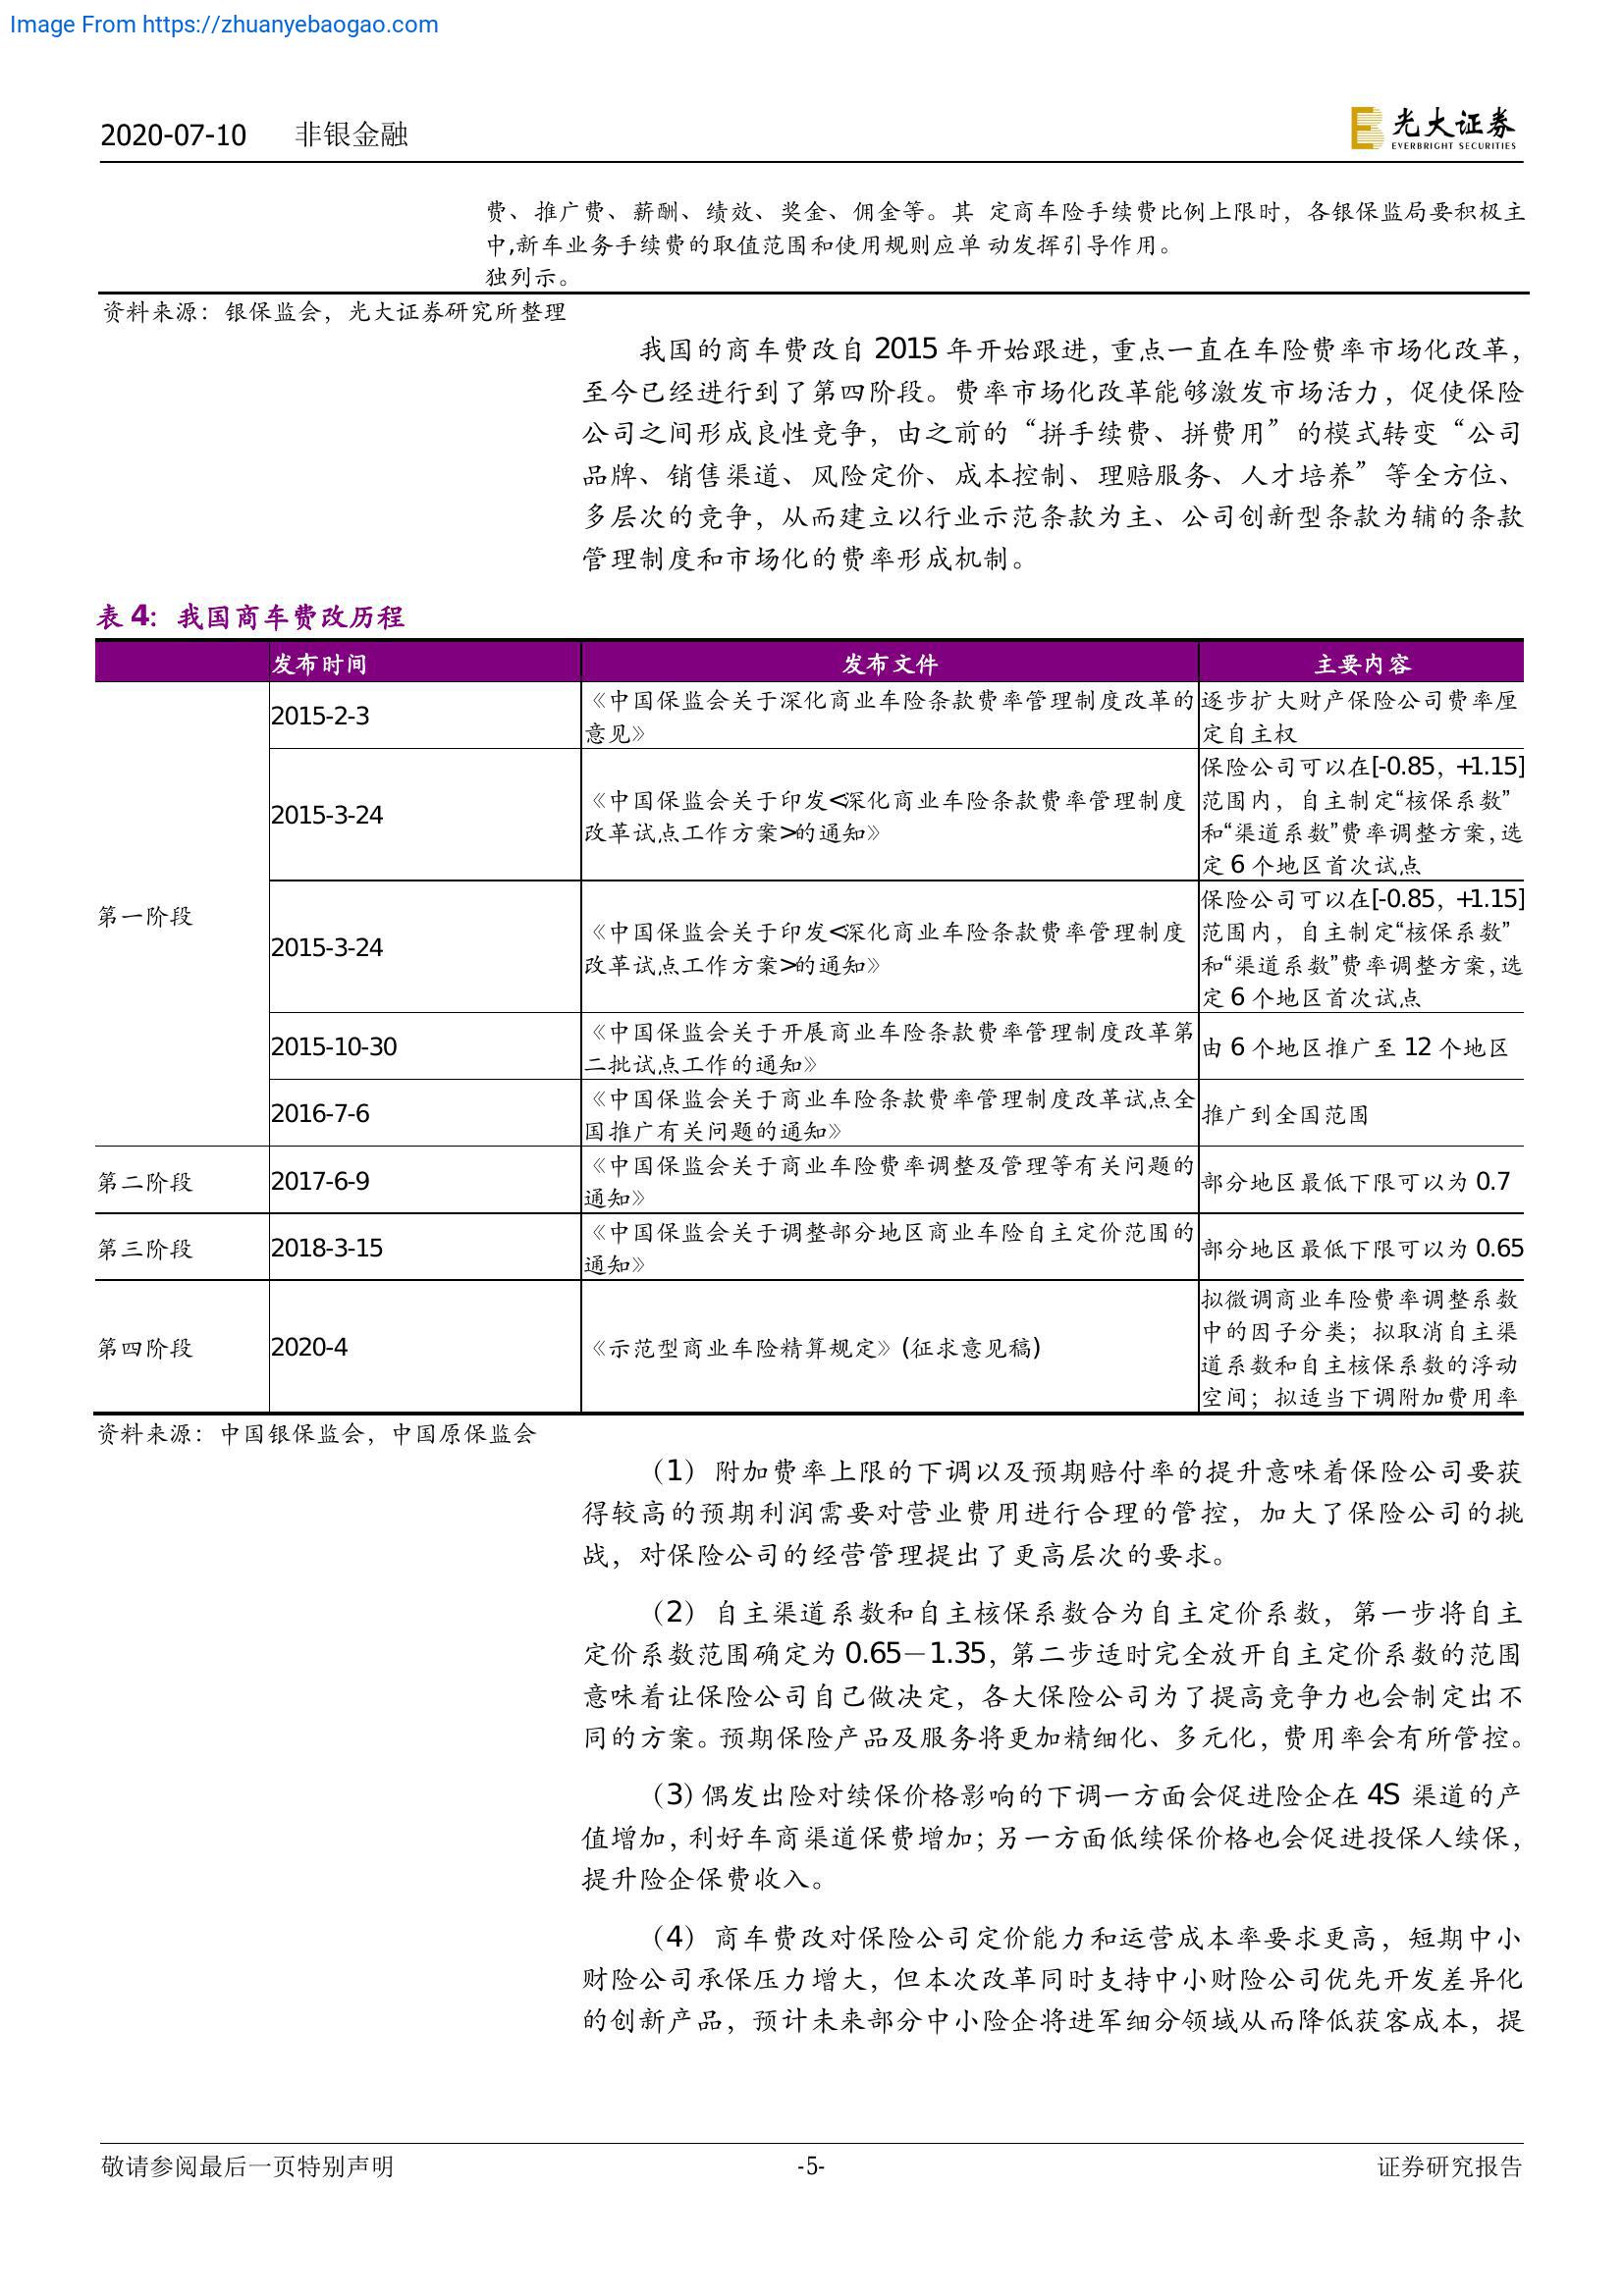 Image From https://zhuanyebaogao.com
2020-07-10 非银金融
光大证券
EVERBRIGHT SECURITIES
费、推广费、薪酬、绩效、奖金、佣金等。其 定商车险手续费比例上限时，各银保监局要积极主
中,新车业务手续费的取值范围和使用规则应单 动发挥引导作用。
独列示。
资料来源：银保监会，光大证券研究所整理
我国的商车费改自 2015 年开始跟进，重点一直在车险费率市场化改革，
至今已经进行到了第四阶段。费率市场化改革能够激发市场活力，促使保险
公司之间形成良性竞争，由之前的“拼手续费、拼费用”的模式转变“公司
品牌、销售渠道、风险定价、成本控制、理赔服务、人才培养”等全方位、
多层次的竞争，从而建立以行业示范条款为主、公司创新型条款为辅的条款
管理制度和市场化的费率形成机制。
表 4：我国商车费改历程
发布时间 发布文件 主要内容
第一阶段
2015-2-3
《中国保监会关于深化商业车险条款费率管理制度改革的
意见》
逐步扩大财产保险公司费率厘
定自主权
2015-3-24
《中国保监会关于印发<深化商业车险条款费率管理制度
改革试点工作方案>的通知》
保险公司可以在[-0.85，+1.15]
范围内，自主制定“核保系数”
和“渠道系数”费率调整方案，选
定 6 个地区首次试点
2015-3-24
《中国保监会关于印发<深化商业车险条款费率管理制度
改革试点工作方案>的通知》
保险公司可以在[-0.85，+1.15]
范围内，自主制定“核保系数”
和“渠道系数”费率调整方案，选
定 6 个地区首次试点
2015-10-30
《中国保监会关于开展商业车险条款费率管理制度改革第
二批试点工作的通知》
由 6 个地区推广至 12 个地区
2016-7-6
《中国保监会关于商业车险条款费率管理制度改革试点全
国推广有关问题的通知》
推广到全国范围
第二阶段
2017-6-9
《中国保监会关于商业车险费率调整及管理等有关问题的
通知》
部分地区最低下限可以为 0.7
第三阶段
2018-3-15
《中国保监会关于调整部分地区商业车险自主定价范围的
通知》
部分地区最低下限可以为 0.65
第四阶段
2020-4
《示范型商业车险精算规定》(征求意见稿)
拟微调商业车险费率调整系数
中的因子分类；拟取消自主渠
道系数和自主核保系数的浮动
空间；拟适当下调附加费用率
资料来源：中国银保监会，中国原保监会
（1）附加费率上限的下调以及预期赔付率的提升意味着保险公司要获
得较高的预期利润需要对营业费用进行合理的管控，加大了保险公司的挑
战，对保险公司的经营管理提出了更高层次的要求。
（2）自主渠道系数和自主核保系数合为自主定价系数，第一步将自主
定价系数范围确定为 0.65－1.35，第二步适时完全放开自主定价系数的范围
意味着让保险公司自己做决定，各大保险公司为了提高竞争力也会制定出不
同的方案。预期保险产品及服务将更加精细化、多元化，费用率会有所管控。
（3）偶发出险对续保价格影响的下调一方面会促进险企在 4S 渠道的产
值增加，利好车商渠道保费增加；另一方面低续保价格也会促进投保人续保，
提升险企保费收入。
（4）商车费改对保险公司定价能力和运营成本率要求更高，短期中小
财险公司承保压力增大，但本次改革同时支持中小财险公司优先开发差异化
的创新产品，预计未来部分中小险企将进军细分领域从而降低获客成本，提
敬请参阅最后一页特别声明 -5- 证券研究报告